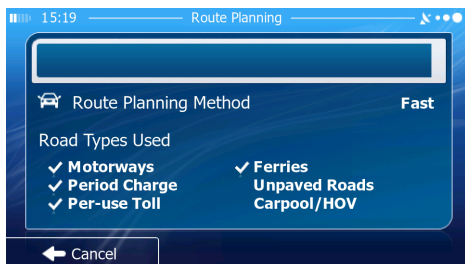 15:19 Route Planning
Route Planning Method Fast
Road Types Used
Motorways Ferries
Period Charge Unpaved Roads
Per-use Toll Carpool/HOV
Cancel